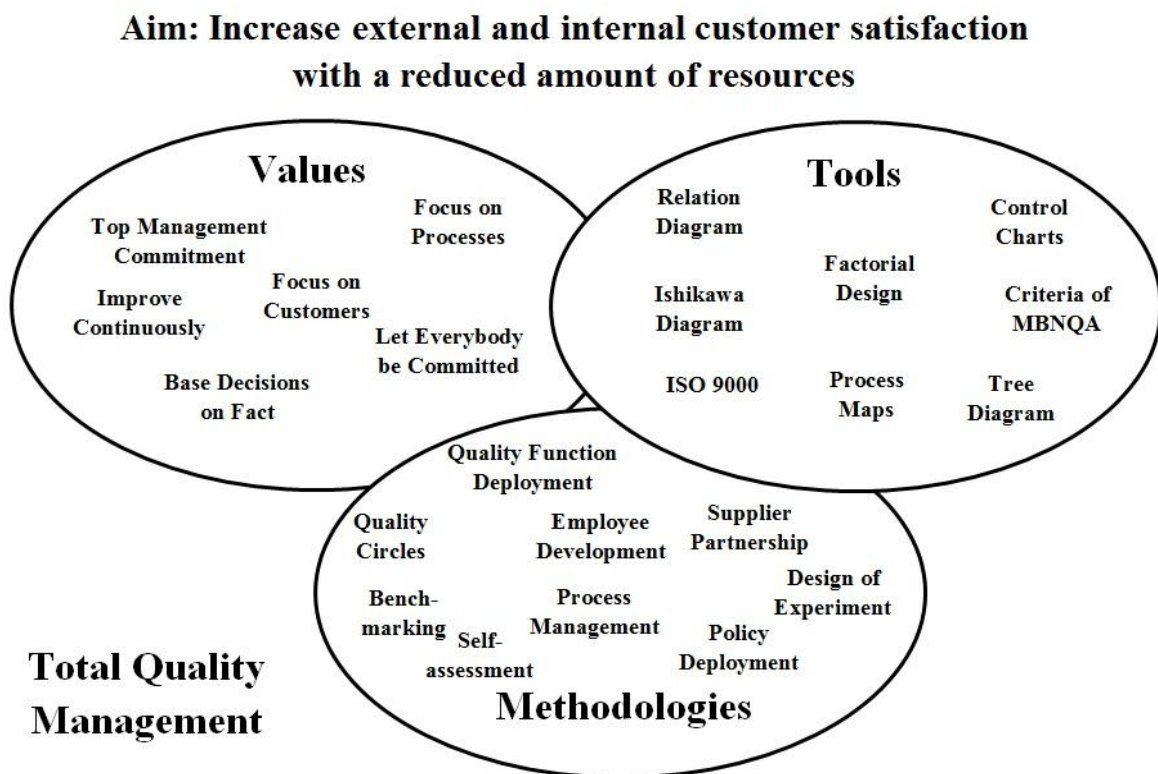 Aim: Increase external and internal customer satisfaction
with a reduced amount of resources
Values
Top Management
Commitment
Focus on
Processes
Improve
Continuously
Focus on
Customers
Let Everybody
be Committed
Base Decisions
on Fact
Tools
Relation
Diagram
Control
Charts
Factorial
Design
Ishikawa
Diagram
Criteria of
MBNQA
ISO 9000
Process
Maps
Tree
Diagram
Quality Function
Deployment
Quality
Circles
Employee
Development
Supplier
Partnership
Design of
Experiment
Bench-
marking
Process
Management
Self-
assessment
Policy
Deployment
Methodologies
Total Quality
Management